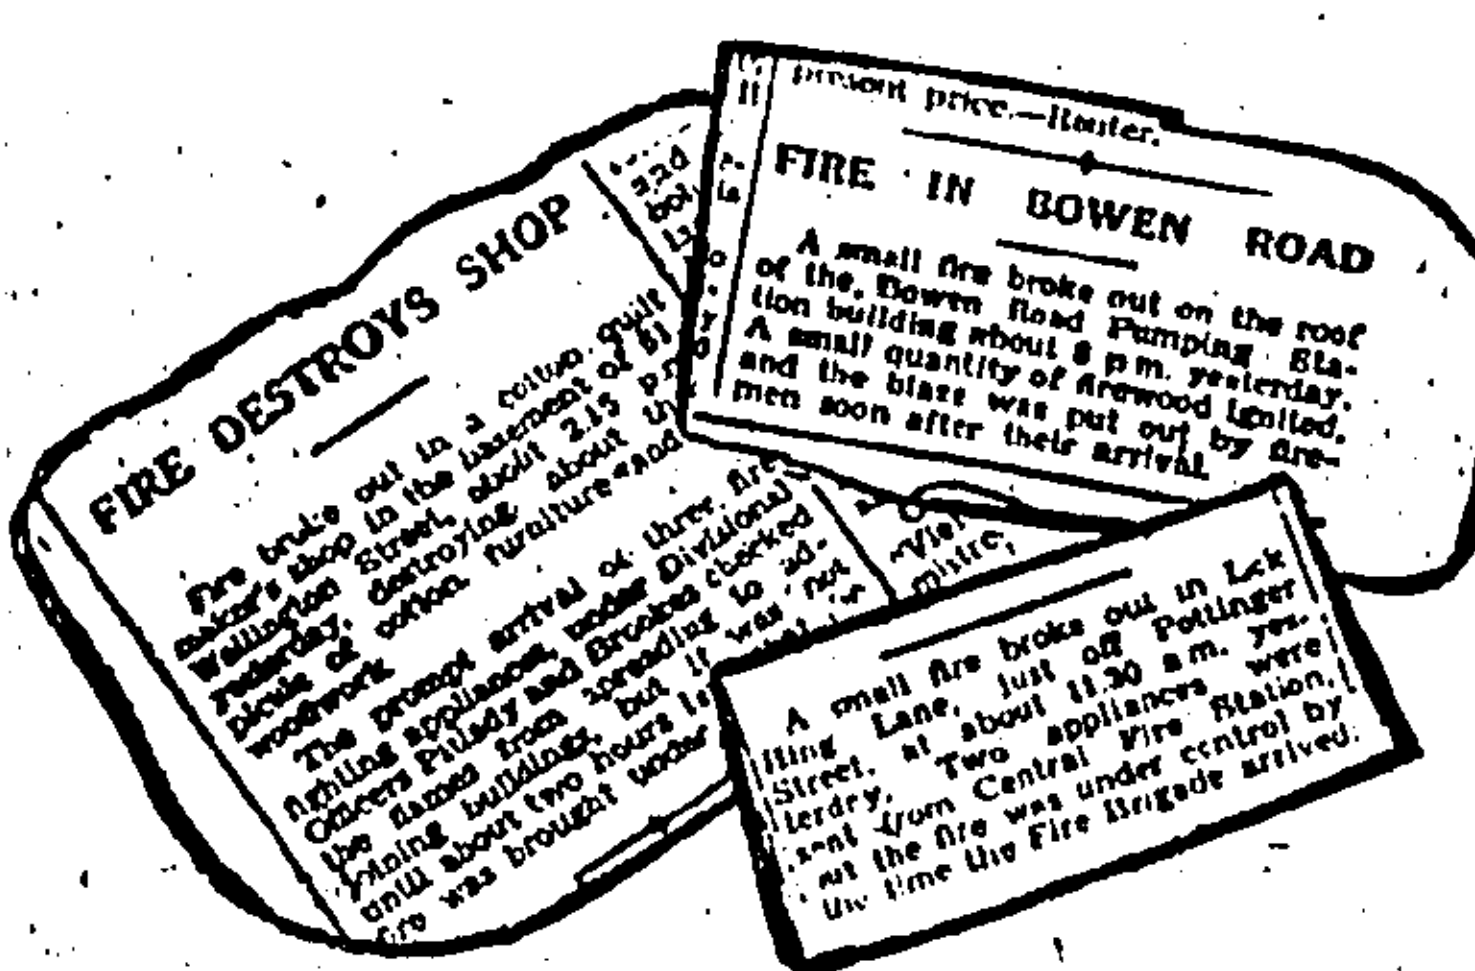 FIRE DESTROYS SHOP
Fire broke out in a cotton quilt
maker's shop in the basement of 51
Wellington Street, about 2.15 p.m.
yesterday, destroying about the
piculs of cotton, furniture and
woodwork
The prompt arrival of three fire
fighting appliances, under Divisional
Officers Pilady and Brookes checked
the flames from spreading to ad-
joining buildings, but it was not
until about two hours
fire was brought under
and
present price.—Reuter.
FIRE IN BOWEN ROAD
A small fire broke out on the roof
of the. Bowen Road Pumping Sta-
tion building about 8 p m. yesterday.
A small quantity of firewood ignited,
and the blaze was put out by fire-
men soon after their arrival.
A small fire broke out in Lok
Hing Lane, just off Pottinger
Street, at about 11.30 a.m. yes-
terday. Two appliances were
sent from Central Fire Station,
but the fire was under control by
the time the Fire Brigade arrived.